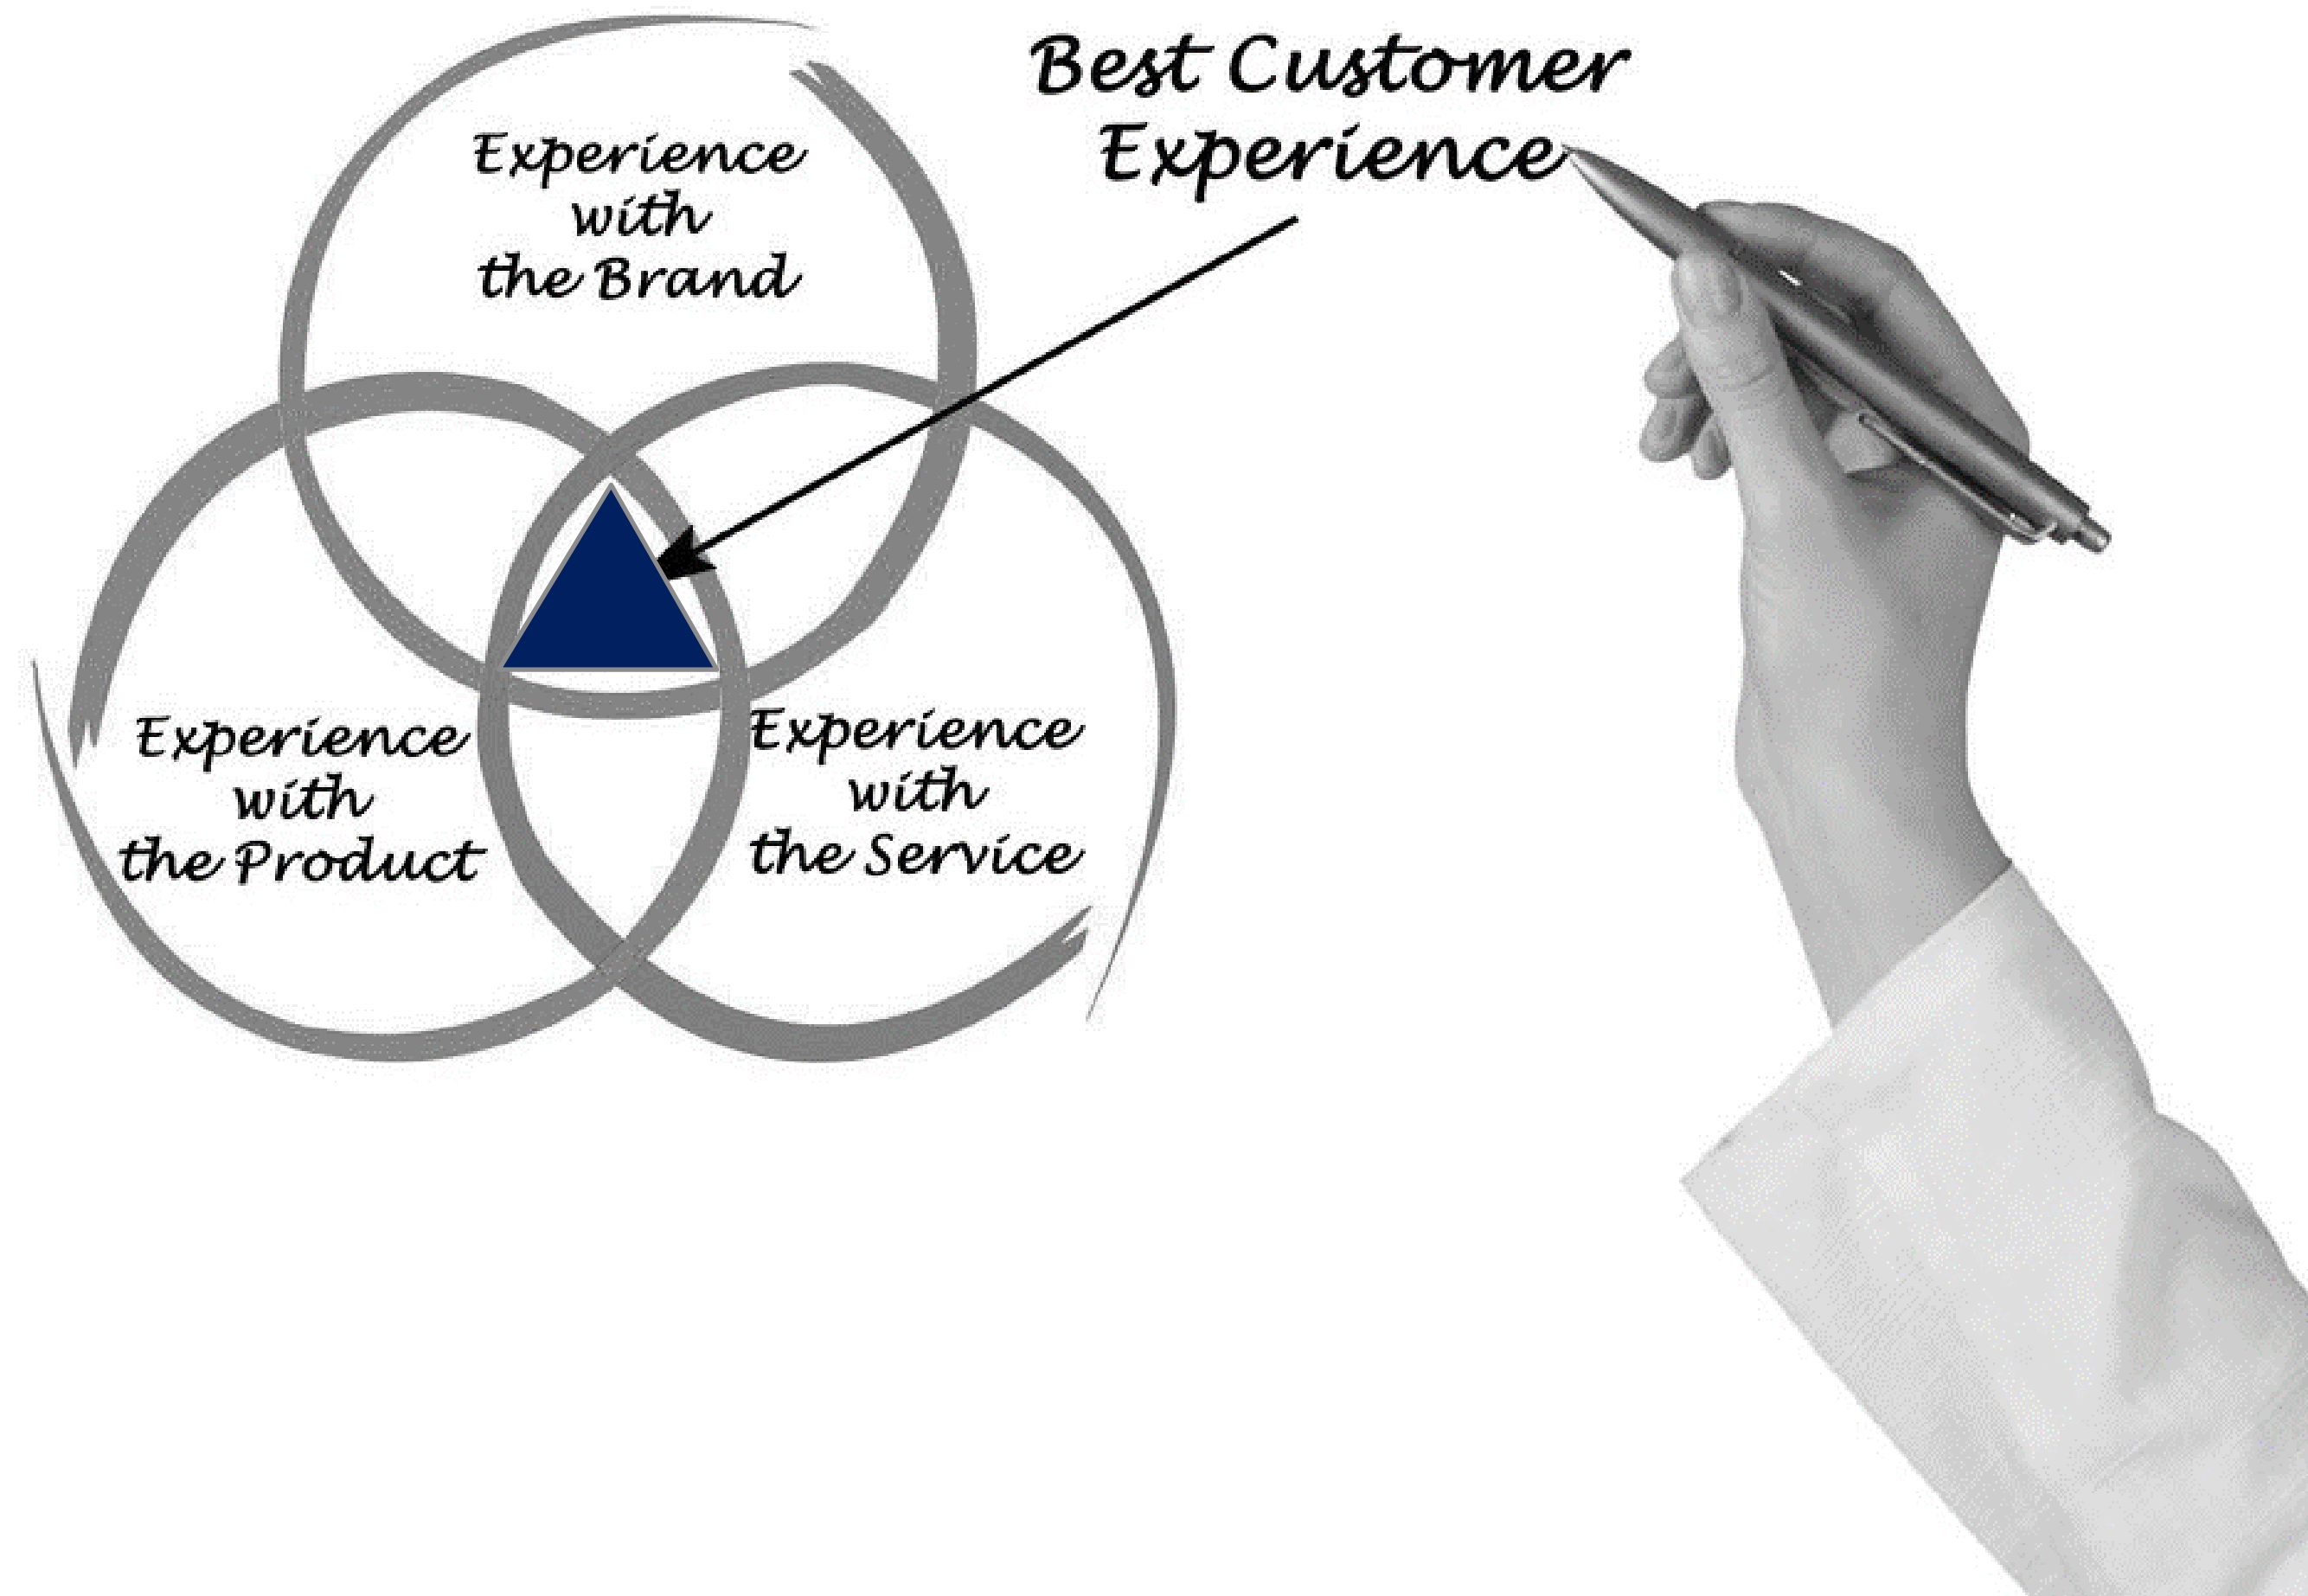 Best Customer
Experience
Experience
with
the Brand
Experience
with
the Product
Experience
with
the Service